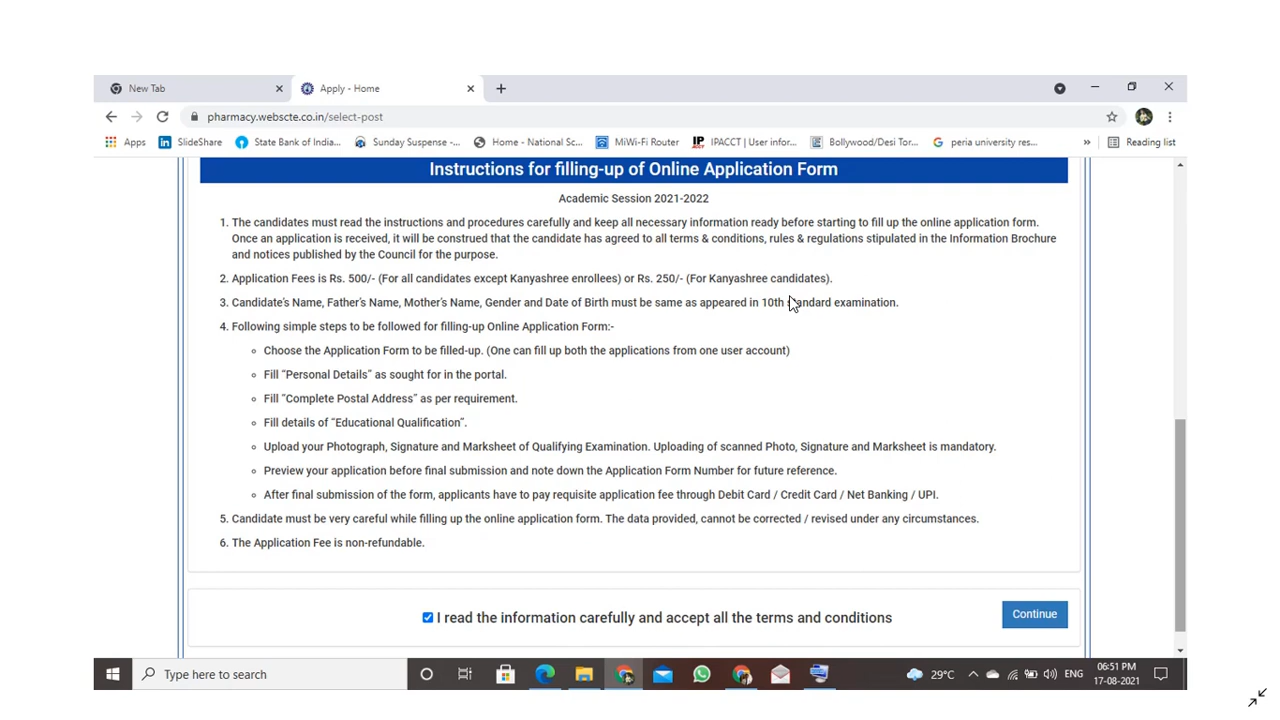 New Tab
Apply - Home
pharmacy.webscte.co.in/select-post
Apps SlideShare State Bank of India... Sunday Suspense -... Home - National Sc... MiWi-Fi Router IPACCT | User infor... Bollywood/Desi Tor... peria university res... » Reading list
Instructions for filling-up of Online Application Form
Academic Session 2021-2022
1. The candidates must read the instructions and procedures carefully and keep all necessary information ready before starting to fill up the online application form.
Once an application is received, it will be construed that the candidate has agreed to all terms & conditions, rules & regulations stipulated in the Information Brochure
and notices published by the Council for the purpose.
2. Application Fees is Rs. 500/- (For all candidates except Kanyashree enrollees) or Rs. 250/- (For Kanyashree candidates).
3. Candidate's Name, Father's Name, Mother's Name, Gender and Date of Birth must be same as appeared in 10th standard examination.
4. Following simple steps to be followed for filling-up Online Application Form:-
Choose the Application Form to be filled-up. (One can fill up both the applications from one user account)
Fill “Personal Details” as sought for in the portal.
Fill “Complete Postal Address” as per requirement.
Fill details of “Educational Qualification”.
Upload your Photograph, Signature and Marksheet of Qualifying Examination. Uploading of scanned Photo, Signature and Marksheet is mandatory.
Preview your application before final submission and note down the Application Form Number for future reference.
After final submission of the form, applicants have to pay requisite application fee through Debit Card / Credit Card / Net Banking / UPI.
5. Candidate must be very careful while filling up the online application form. The data provided, cannot be corrected / revised under any circumstances.
6. The Application Fee is non-refundable.
I read the information carefully and accept all the terms and conditions
Continue
Type here to search
29°C ENG
06:51 PM
17-08-2021